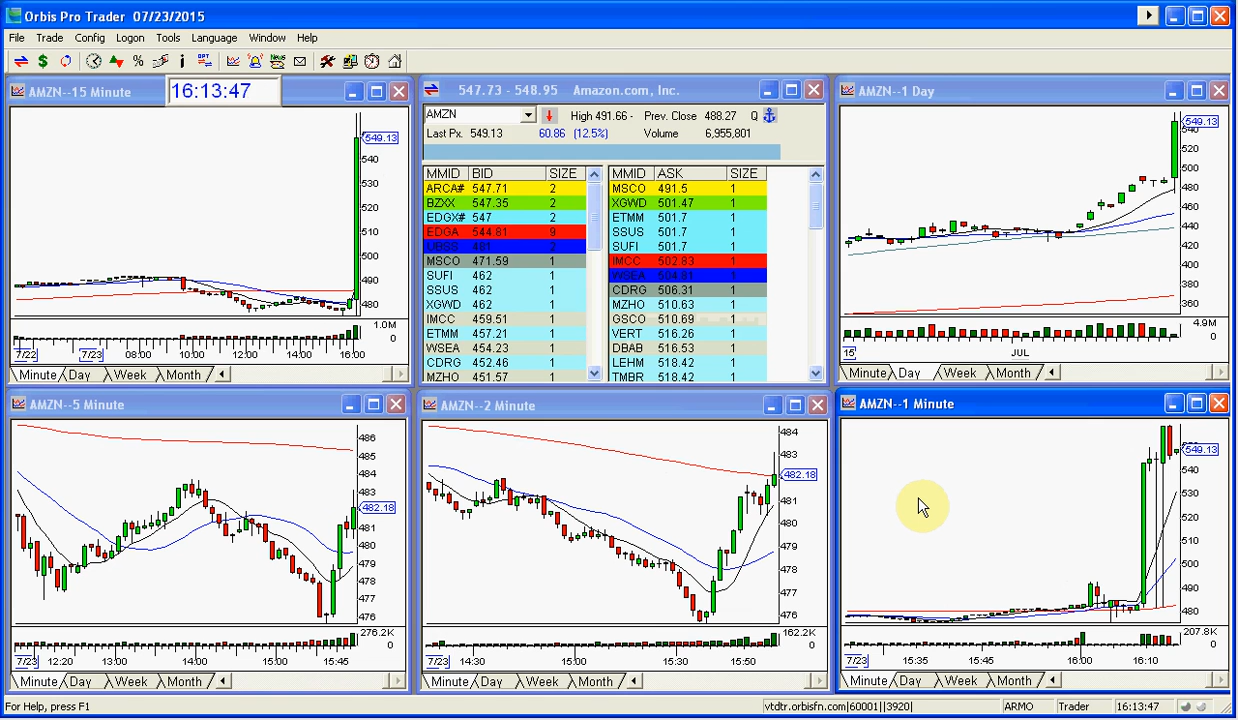 Orbis Pro Trader 07/23/2015
File Trade Config Logon Tools Language Window Help
AMZN--15 Minute
16:13:47
549.13
540
530
520
510
500
490
480
1.0M
0
7/22 7/23 08:00 10:00 12:00 14:00 16:00
Minute Day Week Month
547.73 - 548.95 Amazon.com, Inc.
AMZN High 491.66 - Prev. Close 488.27 Q
Last Px. 549.13 60.86 (12.5%) Volume 6,955,801
MMID BID SIZE MMID ASK SIZE
ARCA# 547.71 2 MSCO 491.5 1
BZXX 547.35 2 XGWD 501.47 1
EDGX# 547 2 ETMM 501.7 1
EDGA 544.81 9 SSUS 501.7 1
UBSS 481 2 SUFI 501.7 1
MSCO 471.59 1 IMCC 502.83 1
SUFI 462 1 WSEA 504.81 1
SSUS 462 1 CDRG 506.31 1
XGWD 462 1 MZHO 510.63 1
IMCC 459.51 1 GSCO 510.69 1
ETMM 457.21 1 VERT 516.26 1
WSEA 454.23 1 DBAB 516.53 1
CDRG 452.46 1 LEHM 518.42 1
MZHO 451.57 1 TMBR 518.42 1
AMZN--1 Day
549.13
540
520
500
480
460
440
420
400
380
360
4.9M
0
15 JUL
Minute Day Week Month
AMZN--5 Minute
486
485
484
483
482.18
481
480
479
478
477
476
276.2K
0
7/23 12:20 13:00 14:00 15:00 15:45
Minute Day Week Month
AMZN--2 Minute
484
483
482.18
481
480
479
478
477
476
162.2K
0
7/23 14:30 15:00 15:30 15:50
Minute Day Week Month
AMZN--1 Minute
549.13
540
530
520
510
500
490
480
207.8K
0
7/23 15:35 15:45 16:00 16:10
Minute Day Week Month
For Help, press F1 vtdtr.orbisfn.com|60001||3920| ARMO Trader 16:13:47